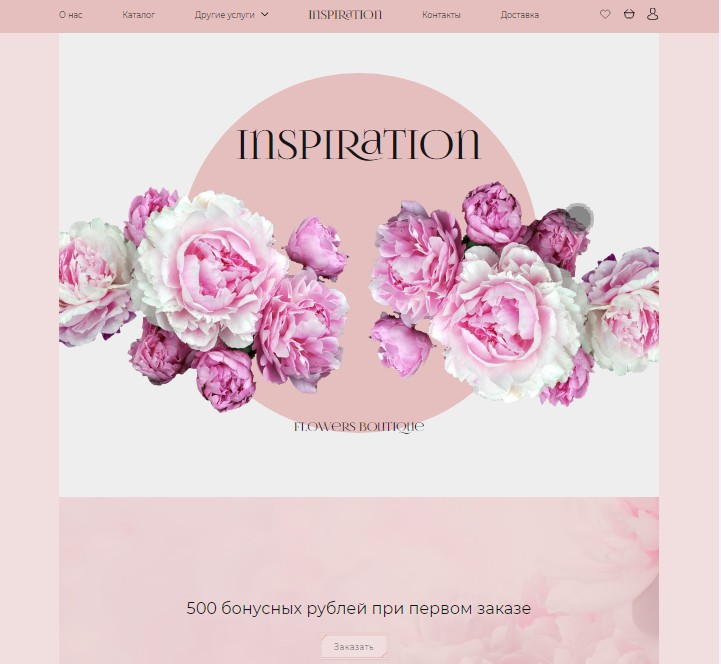 О нас
Каталог
Другие услуги
INSPIRATION
Контакты
Доставка
INSPIRATION
FLOWERS BOUTIQUE
500 бонусных рублей при первом заказе
Заказать